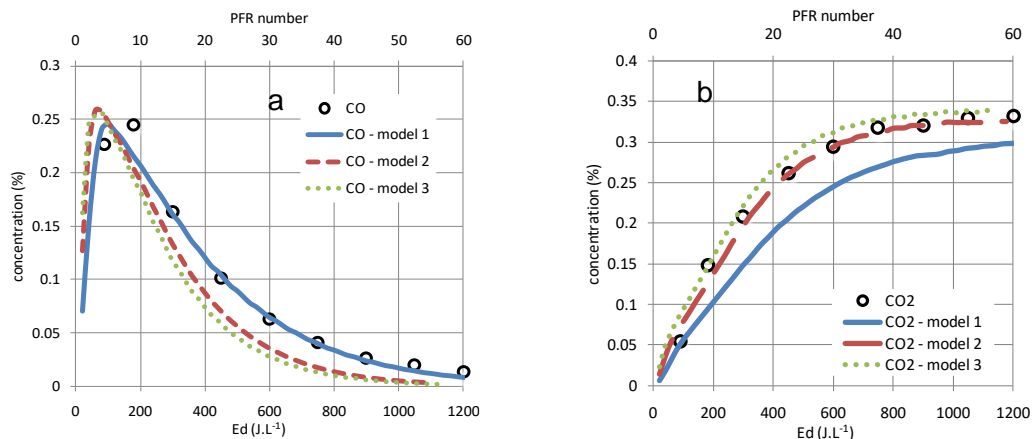 PFR number
0 10 20 30 40 50 60
0.3
0.25
0.2
0.15
0.1
0.05
0
concentration (%)
a
CO
CO - model 1
CO - model 2
CO - model 3
0 200 400 600 800 1000 1200
Ed (J.L⁻¹)
PFR number
0 20 40 60
0.4
0.35
0.3
0.25
0.2
0.15
0.1
0.05
0
concentration (%)
b
CO2
CO2 - model 1
CO2 - model 2
CO2 - model 3
0 200 400 600 800 1000 1200
Ed (J.L⁻¹)